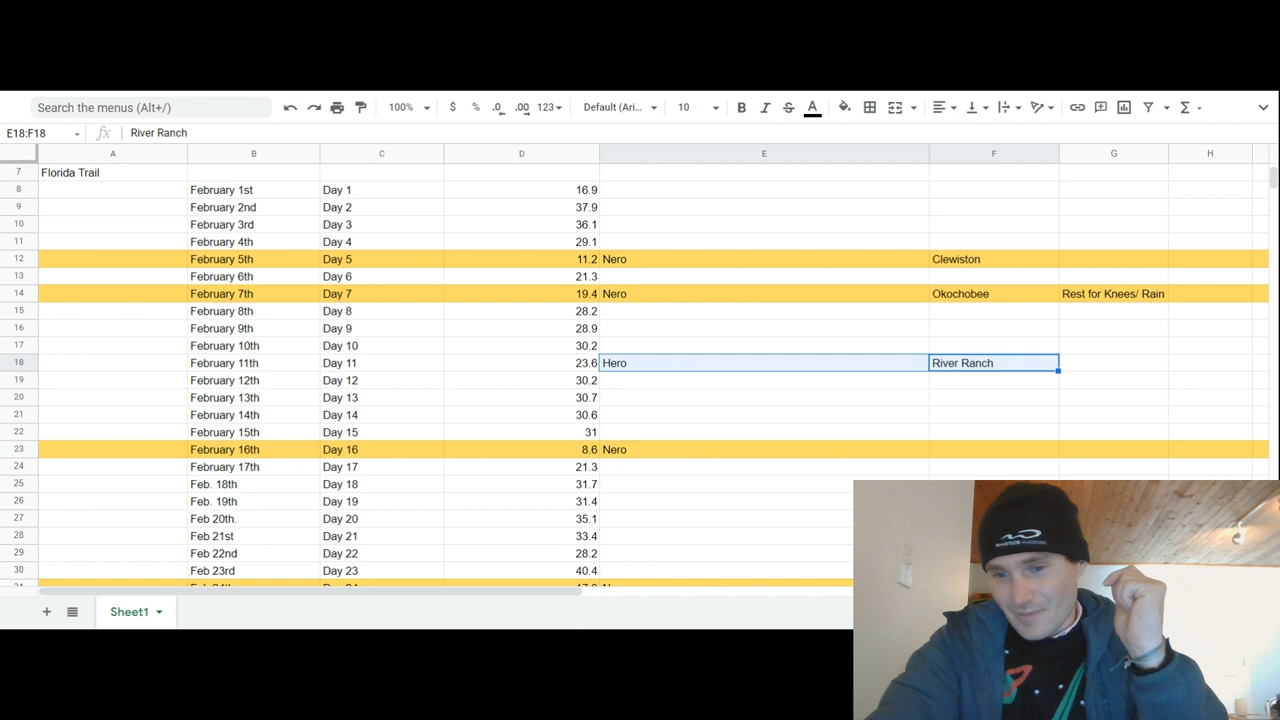 Search the menus (Alt+/)
100%
$ % .0 .00 123
Default (Ari...
10
B I S A
E18:F18 fx River Ranch
A B C D E F G H
7 Florida Trail
8 February 1st Day 1 16.9
9 February 2nd Day 2 37.9
10 February 3rd Day 3 36.1
11 February 4th Day 4 29.1
12 February 5th Day 5 11.2 Nero Clewiston
13 February 6th Day 6 21.3
14 February 7th Day 7 19.4 Nero Okochobee Rest for Knees/ Rain
15 February 8th Day 8 28.2
16 February 9th Day 9 28.9
17 February 10th Day 10 30.2
18 February 11th Day 11 23.6 Hero River Ranch
19 February 12th Day 12 30.2
20 February 13th Day 13 30.7
21 February 14th Day 14 30.6
22 February 15th Day 15 31
23 February 16th Day 16 8.6 Nero
24 February 17th Day 17 21.3
25 Feb. 18th Day 18 31.7
26 Feb. 19th Day 19 31.4
27 Feb 20th. Day 20 35.1
28 Feb 21st Day 21 33.4
29 Feb 22nd Day 22 28.2
30 Feb 23rd Day 23 40.4
Sheet1